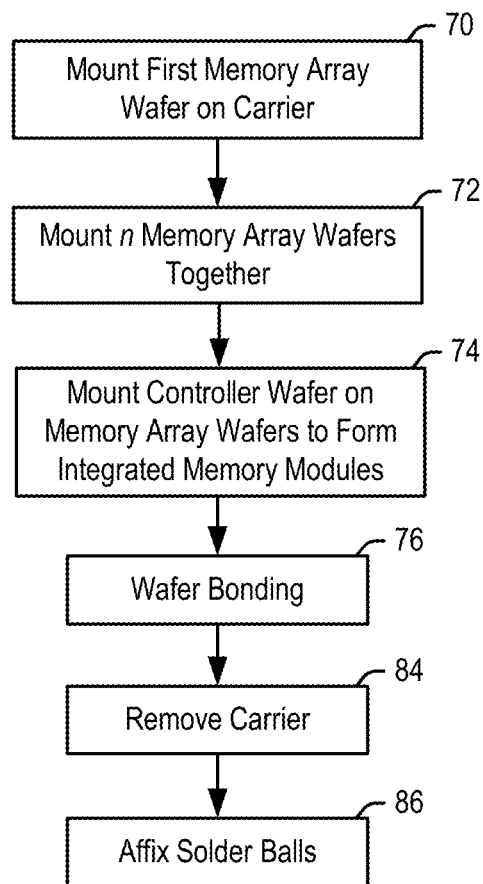 70
Mount First Memory Array
Wafer on Carrier
72
Mount n Memory Array Wafers
Together
74
Mount Controller Wafer on
Memory Array Wafers to Form
Integrated Memory Modules
76
Wafer Bonding
84
Remove Carrier
86
Affix Solder Balls